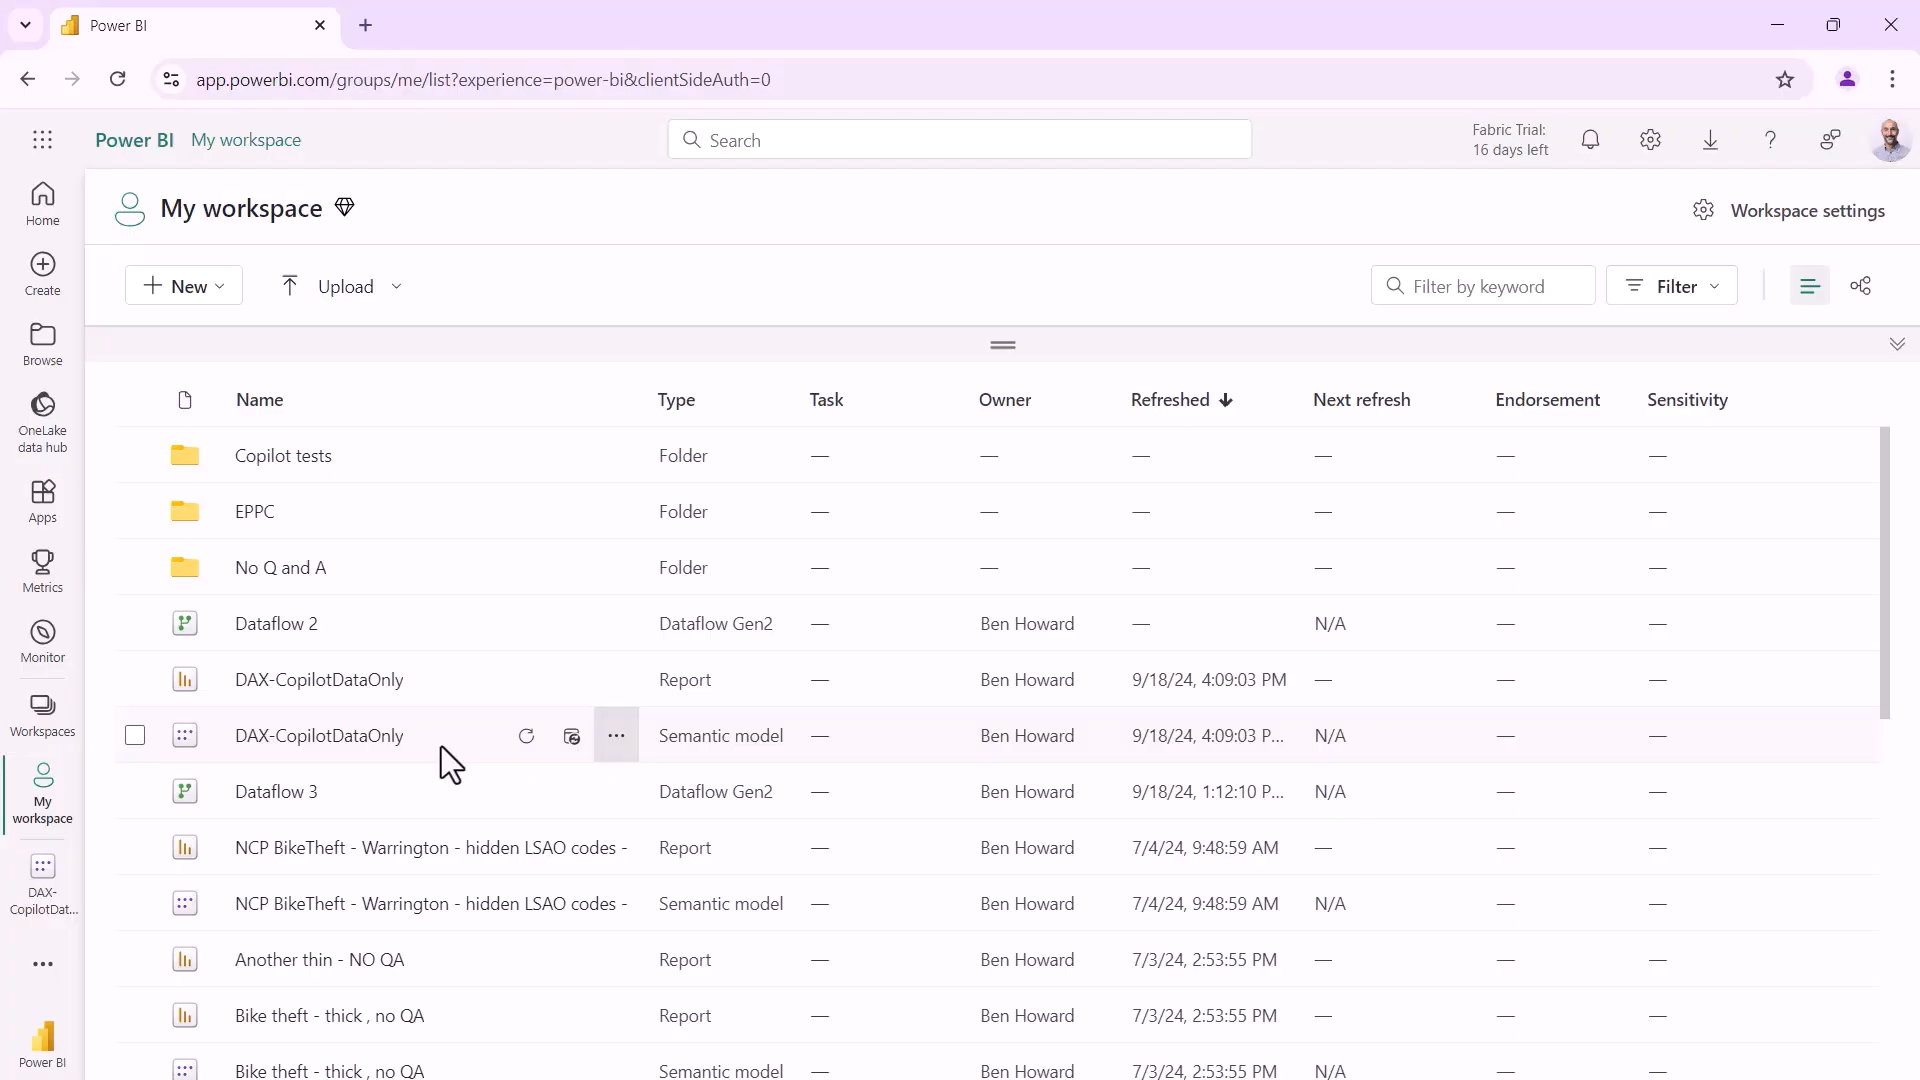 Power BI
app.powerbi.com/groups/me/list?experience=power-bi&clientSideAuth=0
Power BI My workspace
Search
Fabric Trial:
16 days left
Home
Create
Browse
OneLake
data hub
Apps
Metrics
Monitor
Workspaces
My
workspace
DAX-
CopilotDat...
Power BI
My workspace
Workspace settings
New
Upload
Filter by keyword
Filter
Name Type Task Owner Refreshed Next refresh Endorsement Sensitivity
Copilot tests Folder — — — — — —
EPPC Folder — — — — — —
No Q and A Folder — — — — — —
Dataflow 2 Dataflow Gen2 — Ben Howard — N/A — —
DAX-CopilotDataOnly Report — Ben Howard 9/18/24, 4:09:03 PM — — —
DAX-CopilotDataOnly Semantic model — Ben Howard 9/18/24, 4:09:03 P... N/A — —
Dataflow 3 Dataflow Gen2 — Ben Howard 9/18/24, 1:12:10 P... N/A — —
NCP BikeTheft - Warrington - hidden LSAO codes - Report — Ben Howard 7/4/24, 9:48:59 AM — — —
NCP BikeTheft - Warrington - hidden LSAO codes - Semantic model — Ben Howard 7/4/24, 9:48:59 AM N/A — —
Another thin - NO QA Report — Ben Howard 7/3/24, 2:53:55 PM — — —
Bike theft - thick , no QA Report — Ben Howard 7/3/24, 2:53:55 PM — — —
Bike theft - thick , no QA Semantic model — Ben Howard 7/3/24, 2:53:55 PM N/A — —